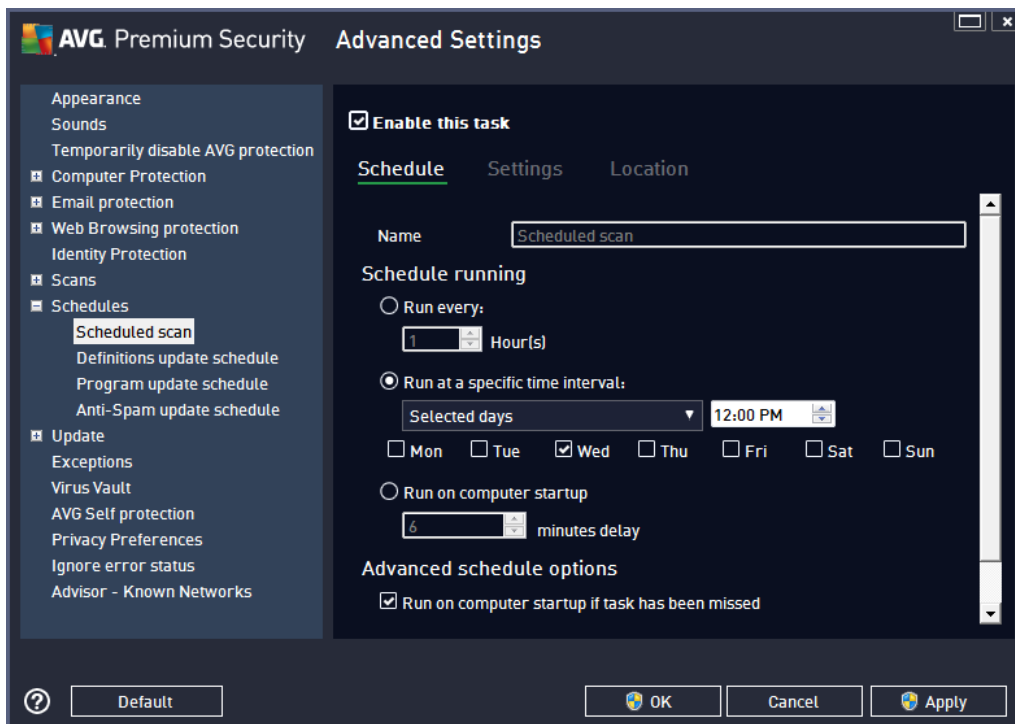 AVG. Premium Security
Advanced Settings
Appearance
Sounds
Temporarily disable AVG protection
Computer Protection
Email protection
Web Browsing protection
Identity Protection
Scans
Schedules
Scheduled scan
Definitions update schedule
Program update schedule
Anti-Spam update schedule
Update
Exceptions
Virus Vault
AVG Self protection
Privacy Preferences
Ignore error status
Advisor - Known Networks
Enable this task
Schedule Settings Location
Name Scheduled scan
Schedule running
Run every:
1 Hour(s)
Run at a specific time interval:
Selected days 12:00 PM
Mon Tue Wed Thu Fri Sat Sun
Run on computer startup
6 minutes delay
Advanced schedule options
Run on computer startup if task has been missed
? Default OK Cancel Apply